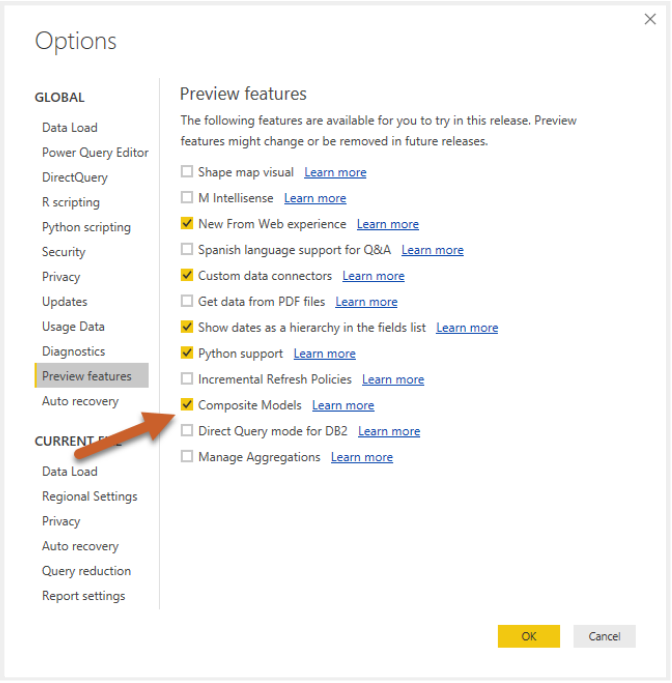 Options
GLOBAL
Data Load
Power Query Editor
DirectQuery
R scripting
Python scripting
Security
Privacy
Updates
Usage Data
Diagnostics
Preview features
Auto recovery
CURRENT
Data Load
Regional Settings
Privacy
Auto recovery
Query reduction
Report settings
Preview features
The following features are available for you to try in this release. Preview
features might change or be removed in future releases.
Shape map visual Learn more
M Intellisense Learn more
New From Web experience Learn more
Spanish language support for Q&A Learn more
Custom data connectors Learn more
Get data from PDF files Learn more
Show dates as a hierarchy in the fields list Learn more
Python support Learn more
Incremental Refresh Policies Learn more
Composite Models Learn more
Direct Query mode for DB2 Learn more
Manage Aggregations Learn more
OK Cancel